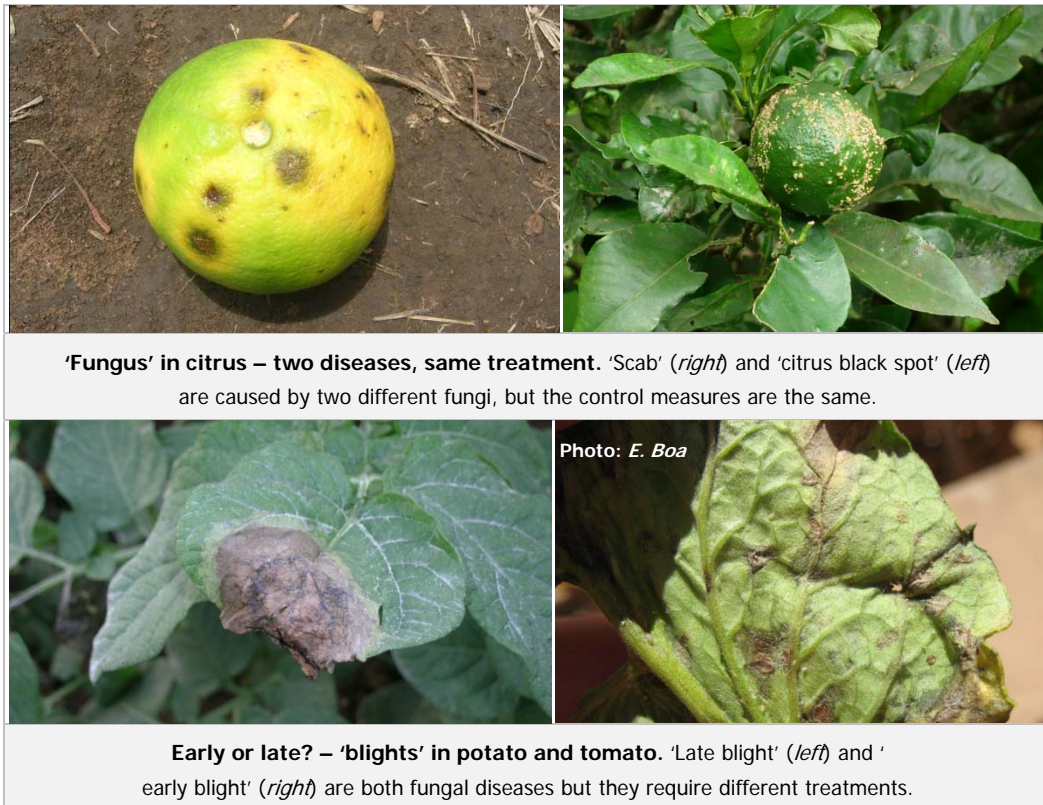 ‘Fungus’ in citrus – two diseases, same treatment. ‘Scab’ (right) and ‘citrus black spot’ (left)
are caused by two different fungi, but the control measures are the same.
Photo: E. Boa
Early or late? – ‘blights’ in potato and tomato. ‘Late blight’ (left) and ‘
early blight’ (right) are both fungal diseases but they require different treatments.